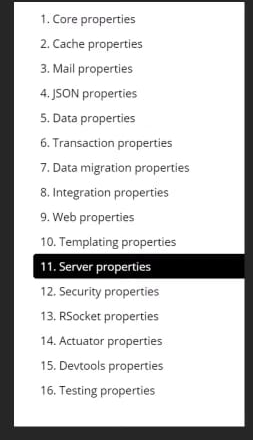 1. Core properties
2. Cache properties
3. Mail properties
4. JSON properties
5. Data properties
6. Transaction properties
7. Data migration properties
8. Integration properties
9. Web properties
10. Templating properties
11. Server properties
12. Security properties
13. RSocket properties
14. Actuator properties
15. Devtools properties
16. Testing properties